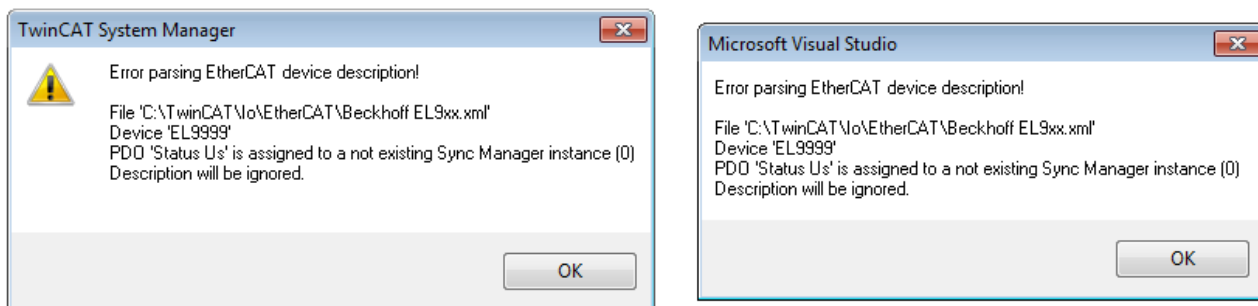 TwinCAT System Manager
Error parsing EtherCAT device description!
File 'C:\TwinCAT\Io\EtherCAT\Beckhoff EL9xx.xml'
Device 'EL9999'
PDO 'Status Us' is assigned to a not existing Sync Manager instance (0)
Description will be ignored.
OK
Microsoft Visual Studio
Error parsing EtherCAT device description!
File 'C:\TwinCAT\Io\EtherCAT\Beckhoff EL9xx.xml'
Device 'EL9999'
PDO 'Status Us' is assigned to a not existing Sync Manager instance (0)
Description will be ignored.
OK